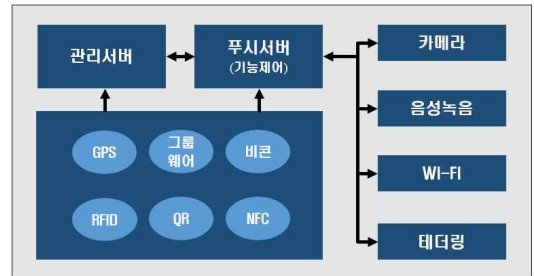 관리서버
푸시서버
(기능제어)
카메라
음성녹음
WI-FI
테더링
GPS
그룹
웨어
비콘
RFID
QR
NFC